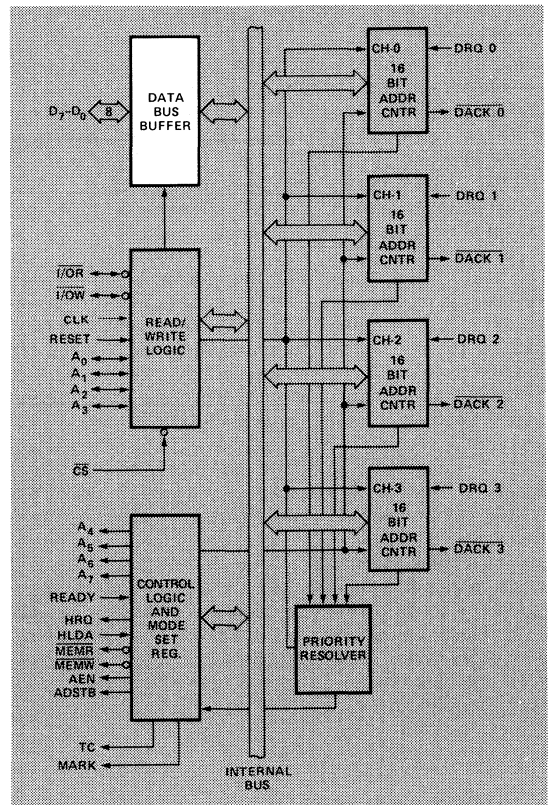 D7-D0
8
DATA
BUS
BUFFER
I/OR
I/OW
CLK
RESET
A0
A1
A2
A3
READ/
WRITE
LOGIC
CS
A4
A5
A6
A7
READY
HRQ
HLDA
MEMR
MEMW
AEN
ADSTB
CONTROL
LOGIC
AND
MODE
SET
REG.
TC
MARK
INTERNAL
BUS
CH-0
16
BIT
ADDR
CNTR
DRQ 0
DACK 0
CH-1
16
BIT
ADDR
CNTR
DRQ 1
DACK 1
CH-2
16
BIT
ADDR
CNTR
DRQ 2
DACK 2
CH-3
16
BIT
ADDR
CNTR
DRQ 3
DACK 3
PRIORITY
RESOLVER